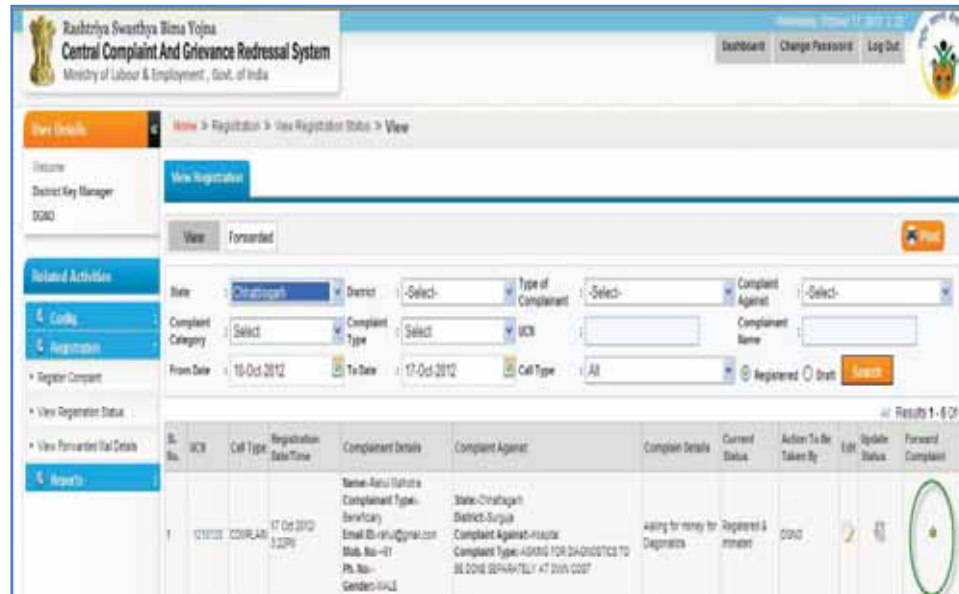 Rashtriya Swasthya Bima Yojna
Central Complaint And Grievance Redressal System
Ministry of Labour & Employment , Govt. of India
Dashboard Change Password Log Out
User Details
Home > Registration > View Registration Status > View
Welcome
District Key Manager
DGNO
View Registration
View Forwarded
Print
Related Activities
Config
Registration
Register Complaint
View Registration Status
View Forwarded Mail Details
Reports
State : Chhattisgarh District : -Select- Type of Complainant : -Select- Complaint Against : -Select-
Complaint Category : Select Complaint Type : Select UCN : Complainant Name :
From Date : 10-Oct-2012 To Date : 17-Oct-2012 Call Type : All Registered Draft Search
All Results 1 - 6 Of
Sl. No. UCN Call Type Registration Date/Time Complainant Details Complaint Against Complain Details Current Status Action To Be Taken By Edit Update Status Forward Complaint
1 COMPLAIN 17 Oct 2012
Name:-Rahul
Complainant Type:-
Beneficiary
Email ID:-
Mob. No:-
Ph. No:-
Gender:-MALE
State:-Chhattisgarh
District:-Surguja
Complaint Against:-Hospital
Complaint Type:-ASKING FOR DIAGNOSTICS TO
BE DONE SEPARATELY AT OWN COST
Asking for money for
Diagnostics
Registered &
DGNO